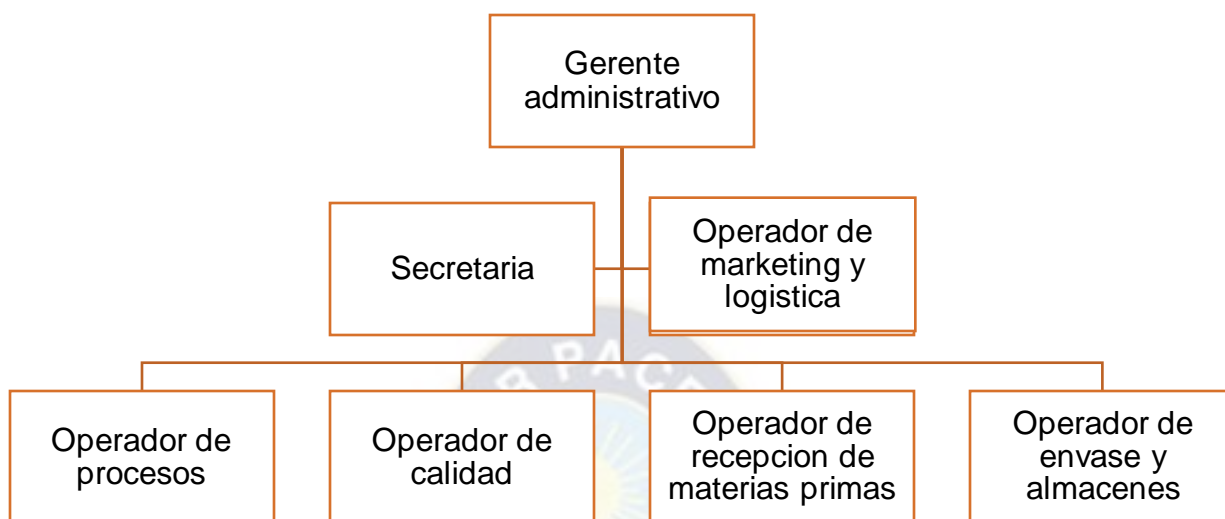 Gerente
administrativo
Secretaria
Operador de
marketing y
logistica
Operador de
procesos
Operador de
calidad
Operador de
recepcion de
materias primas
Operador de
envase y
almacenes